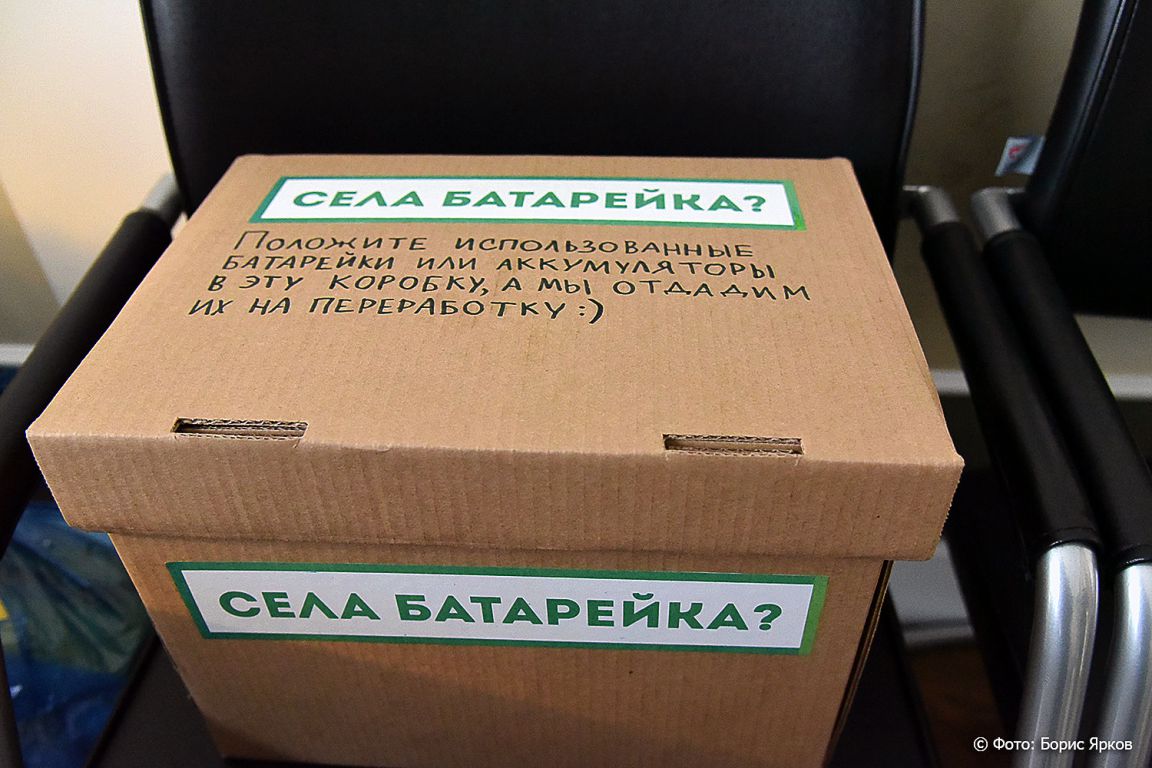 СЕЛА БАТАРЕЙКА?
ПОЛОЖИТЕ ИСПОЛЬЗОВАННЫЕ
БАТАРЕЙКИ ИЛИ АККУМУЛЯТОРЫ
В ЭТУ КОРОБКУ, А МЫ ОТДАДИМ
ИХ НА ПЕРЕРАБОТКУ :)
СЕЛА БАТАРЕЙКА?
© Фото: Борис Ярков